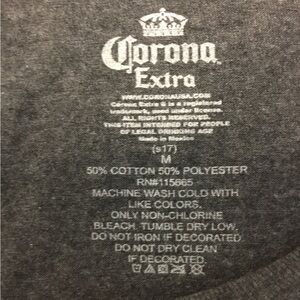 Corona
Extra
WWW.CORONAUSA.COM
Corona Extra is a registered
trademark, used under license.
ALL RIGHTS RESERVED.
THIS ITEM INTENDED FOR PEOPLE
OF LEGAL DRINKING AGE
Made in Mexico
(s17)
M
50% COTTON 50% POLYESTER
RN#115665
MACHINE WASH COLD WITH
LIKE COLORS.
ONLY NON-CHLORINE
BLEACH. TUMBLE DRY LOW.
DO NOT IRON IF DECORATED.
DO NOT DRY CLEAN
IF DECORATED.